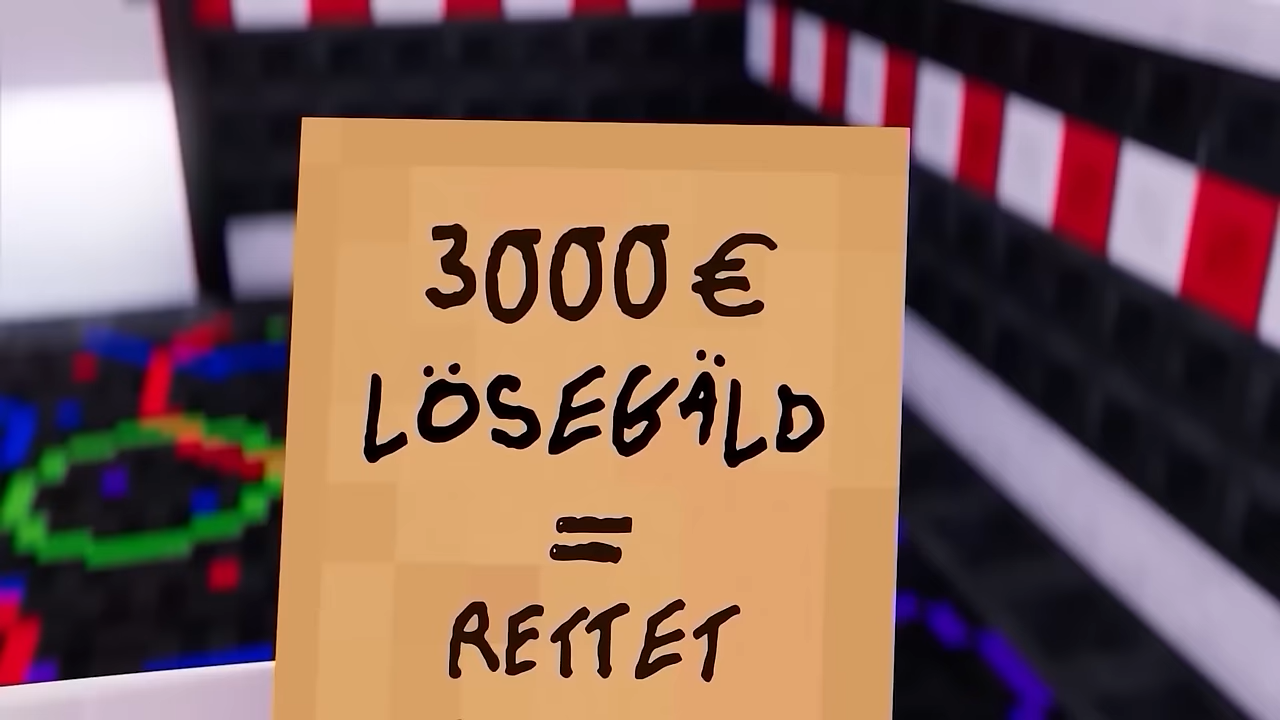 3000 €
LÖSEGÄLD
=
RETTET